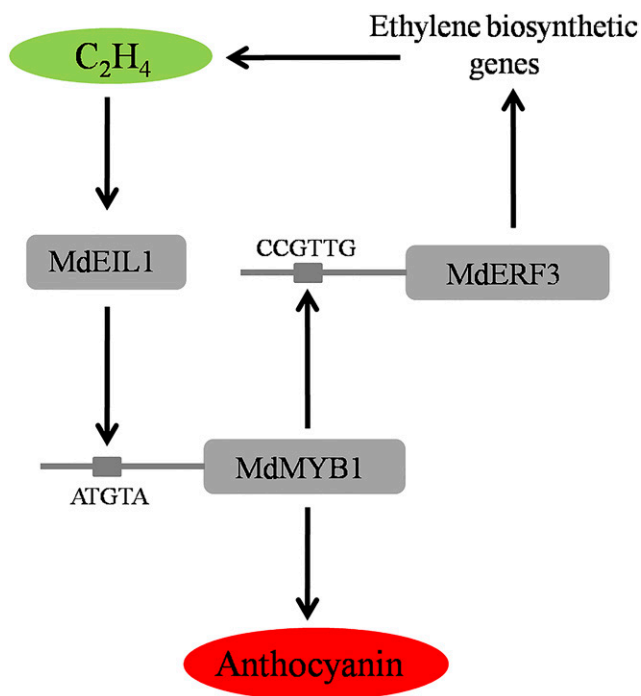 Ethylene biosynthetic
genes
C₂H₄
MdEIL1
CCGTTG
MdERF3
MdMYB1
ATGTA
Anthocyanin